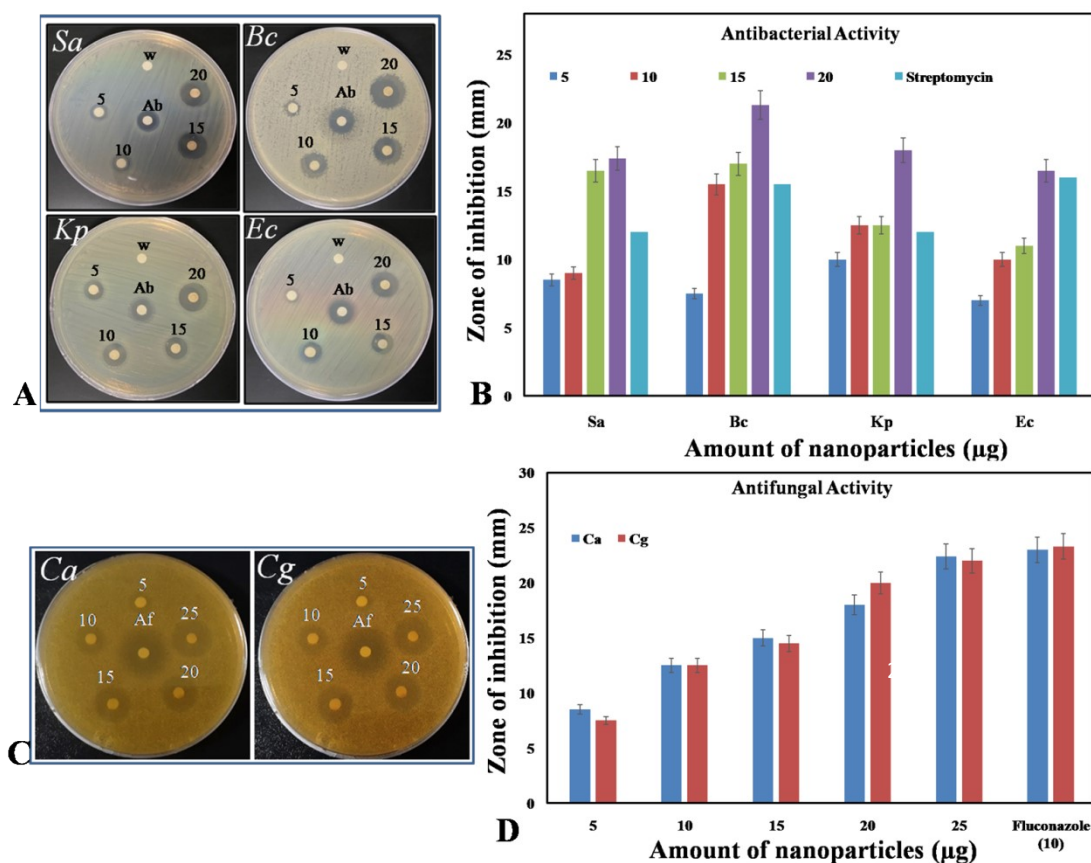 Sa
w
20
5
Ab
15
10
Bc
w
20
5
Ab
15
10
Kp
w
5
20
Ab
10
15
Ec
w
5
20
Ab
10
15
A
Antibacterial Activity
5 10 15 20 Streptomycin
Zone of inhibition (mm)
25
20
15
10
5
0
Sa Bc Kp Ec
Amount of nanoparticles (µg)
B
Ca
5
10
Af
25
15
20
Cg
5
10
Af
25
15
20
C
Antifungal Activity
Ca Cg
Zone of inhibition (mm)
30
25
20
15
10
5
0
2
5 10 15 20 25 Fluconazole
(10)
Amount of nanoparticles (µg)
D